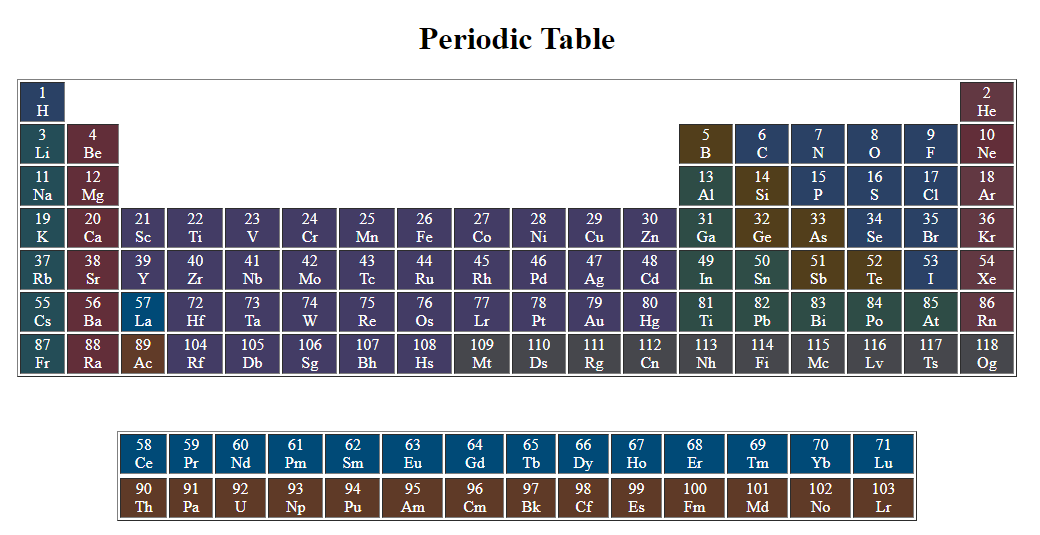 Periodic Table
1 2
H He
3 4 5 6 7 8 9 10
Li Be B C N O F Ne
11 12 13 14 15 16 17 18
Na Mg Al Si P S Cl Ar
19 20 21 22 23 24 25 26 27 28 29 30 31 32 33 34 35 36
K Ca Sc Ti V Cr Mn Fe Co Ni Cu Zn Ga Ge As Se Br Kr
37 38 39 40 41 42 43 44 45 46 47 48 49 50 51 52 53 54
Rb Sr Y Zr Nb Mo Tc Ru Rh Pd Ag Cd In Sn Sb Te I Xe
55 56 57 72 73 74 75 76 77 78 79 80 81 82 83 84 85 86
Cs Ba La Hf Ta W Re Os Lr Pt Au Hg Ti Pb Bi Po At Rn
87 88 89 104 105 106 107 108 109 110 111 112 113 114 115 116 117 118
Fr Ra Ac Rf Db Sg Bh Hs Mt Ds Rg Cn Nh Fi Mc Lv Ts Og
58 59 60 61 62 63 64 65 66 67 68 69 70 71
Ce Pr Nd Pm Sm Eu Gd Tb Dy Ho Er Tm Yb Lu
90 91 92 93 94 95 96 97 98 99 100 101 102 103
Th Pa U Np Pu Am Cm Bk Cf Es Fm Md No Lr